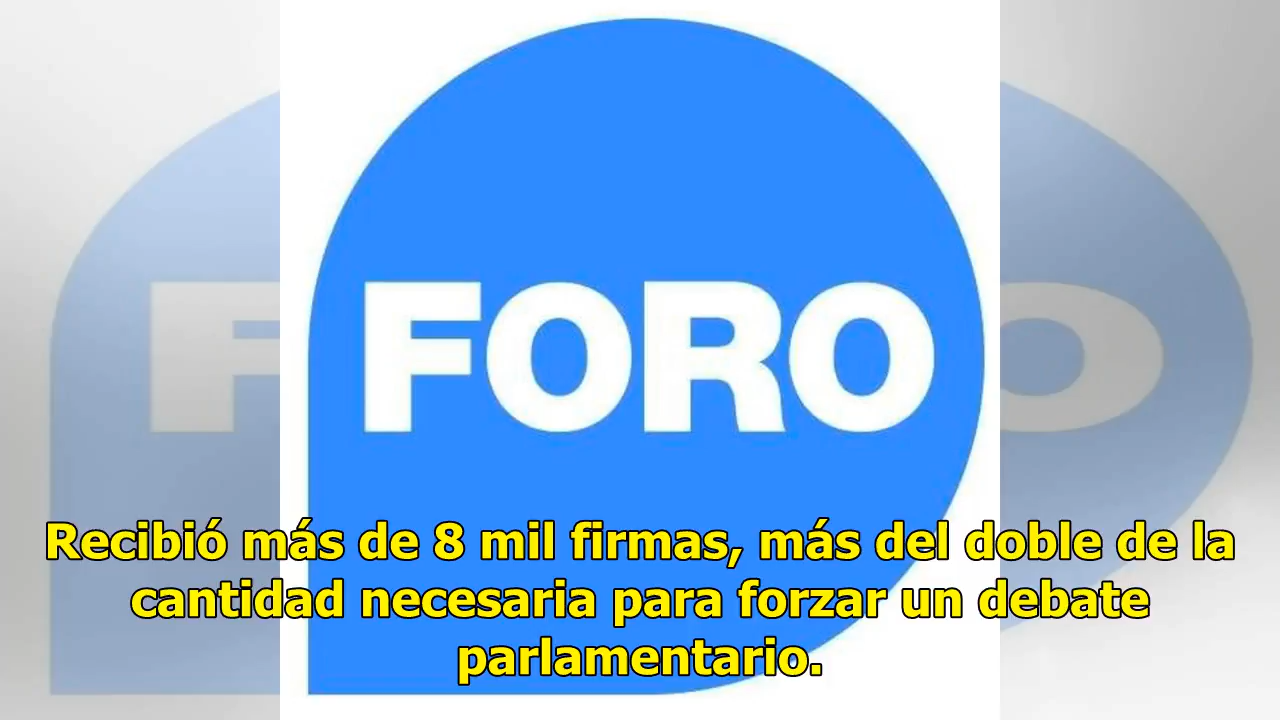 FORO
Recibió más de 8 mil firmas, más del doble de la
cantidad necesaria para forzar un debate
parlamentario.